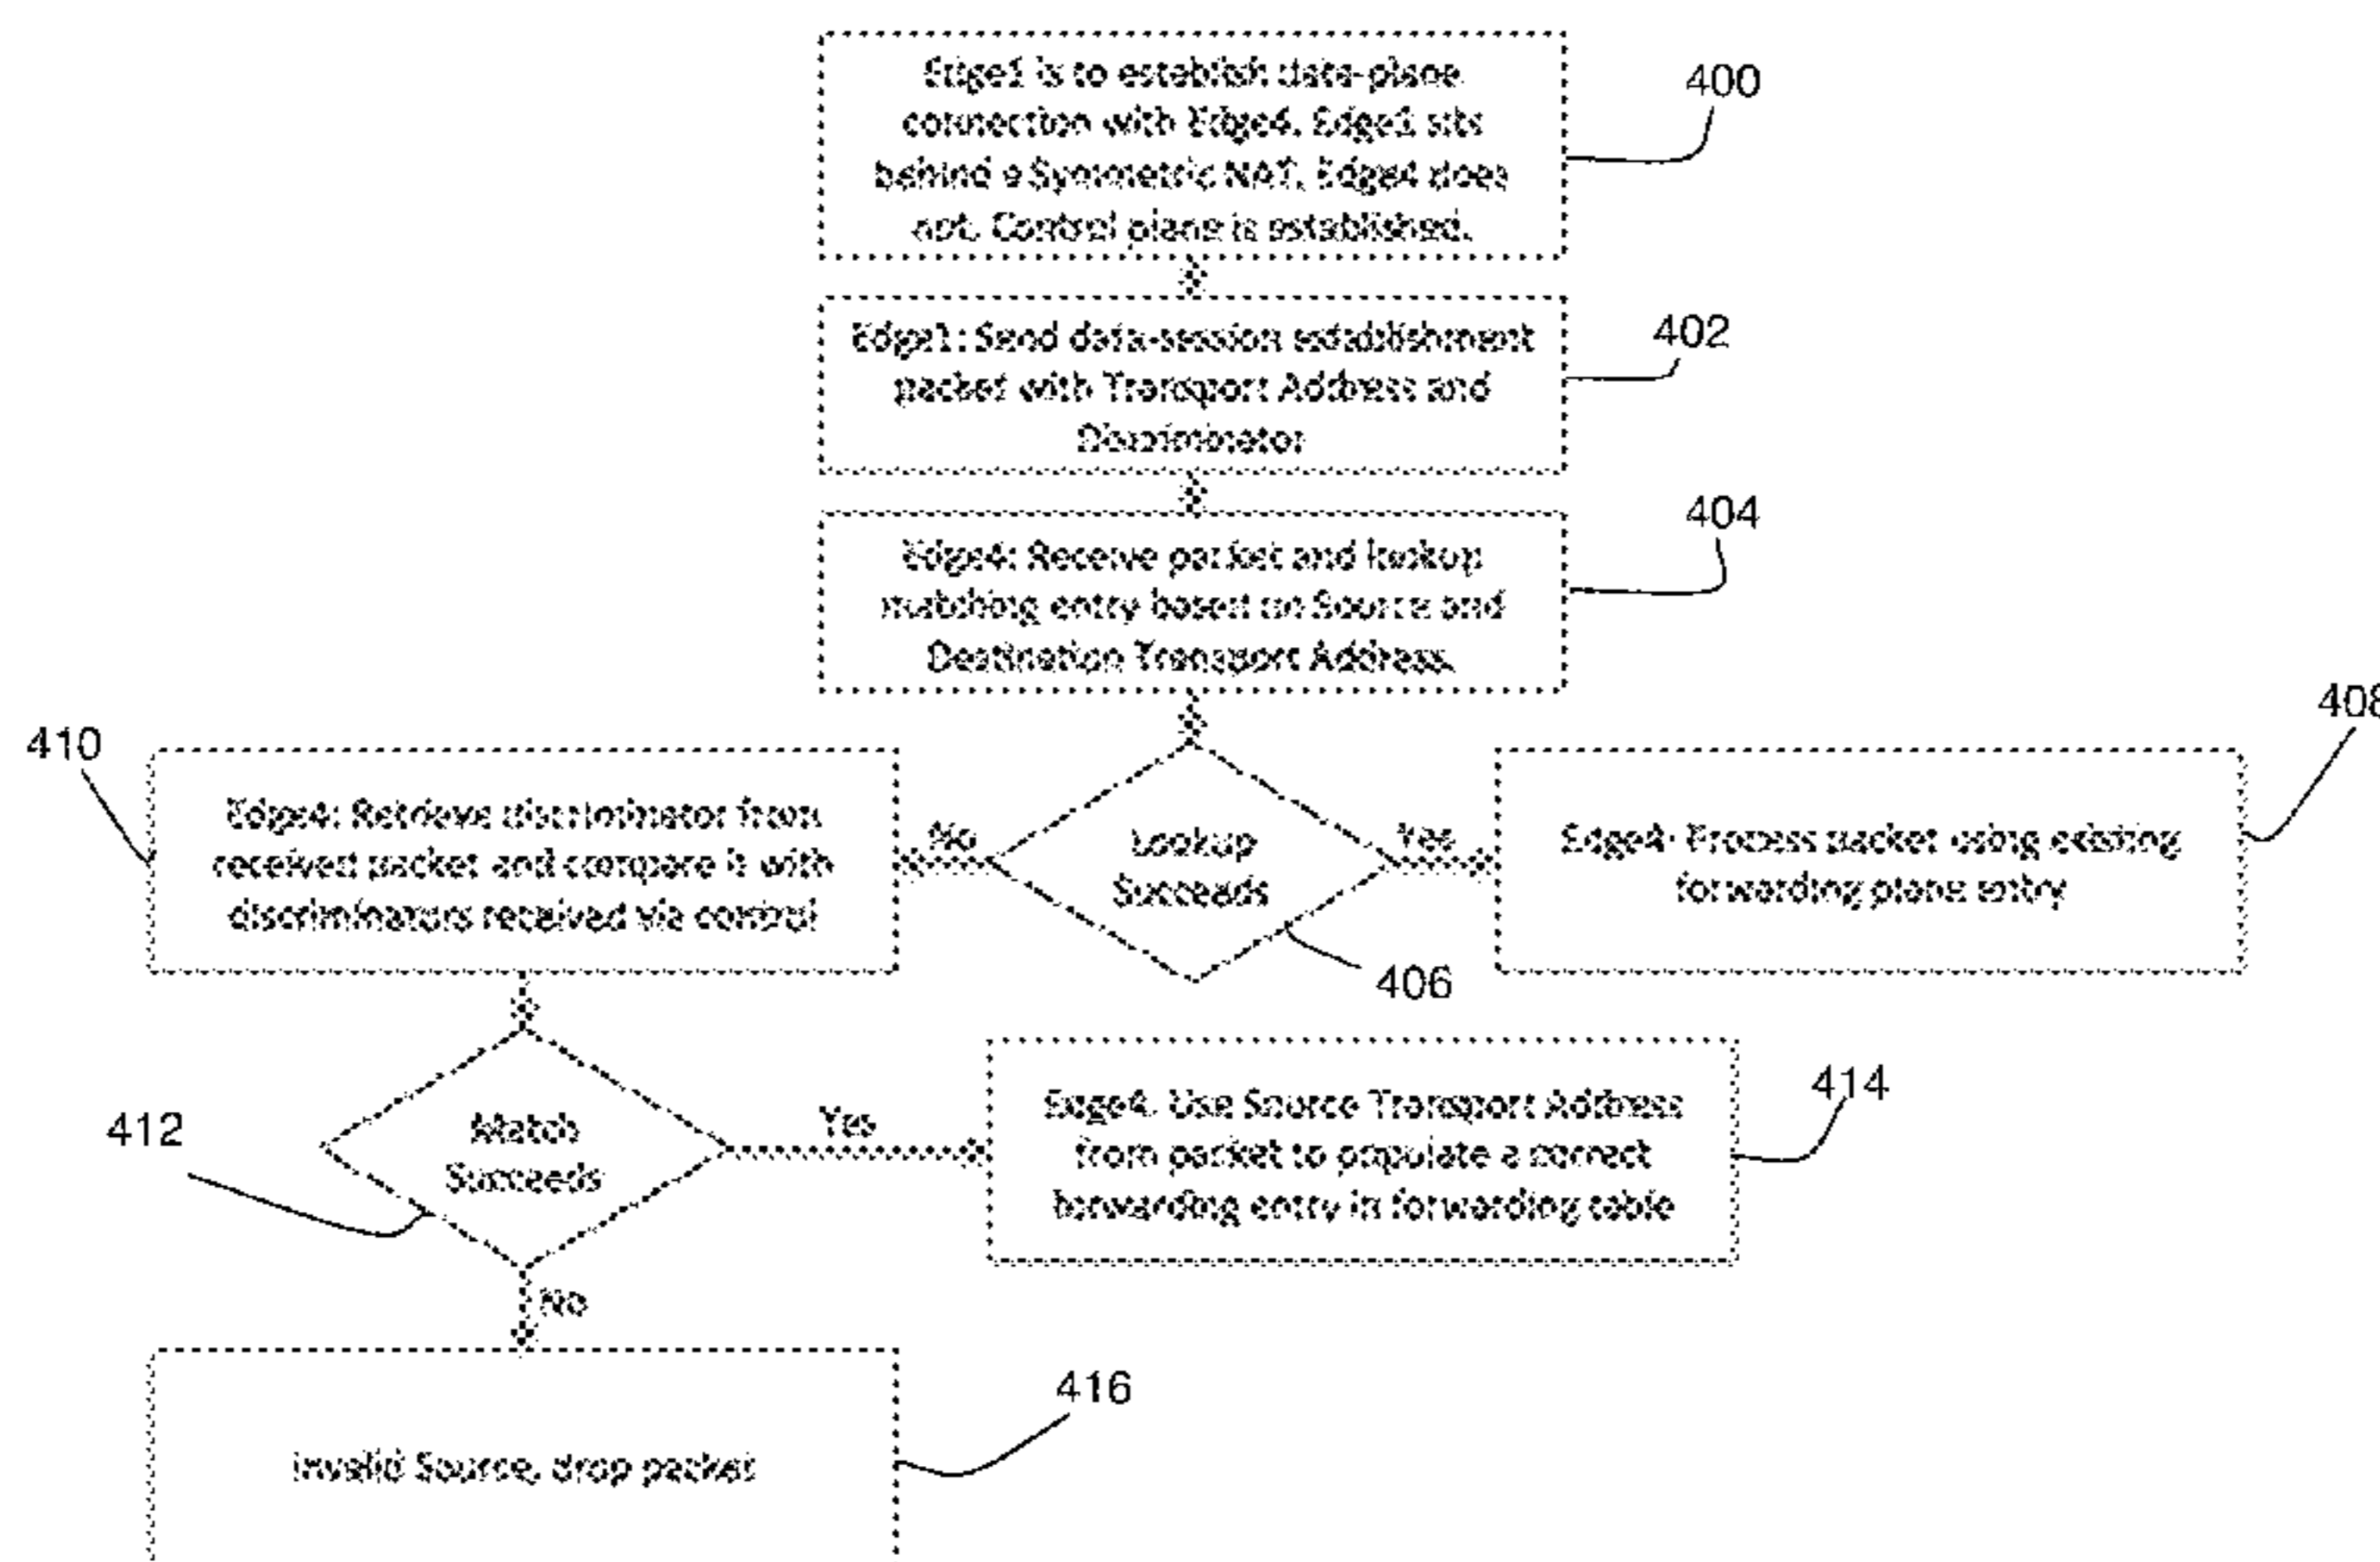 Edge1 is to establish data-plane
connection with Edge4. Edge1 sits
behind a Symmetric NAT, Edge4 does
not. Control plane is established.
400
Edge1: Send data-session establishment
packet with Transport Address and
Discriminator
402
Edge4: Receive packet and lookup
matching entry based on Source and
Destination Transport Address.
404
410
Edge4: Retrieve discriminator from
received packet and compare it with
discriminators received via control
No
Lookup
Succeeds
406
Yes
Edge4: Process packet using existing
forwarding plane entry
408
412
Match
Succeeds
Yes
Edge4: Use Source Transport Address
from packet to populate a correct
forwarding entry in forwarding table
414
No
Invalid Source, drop packet
416